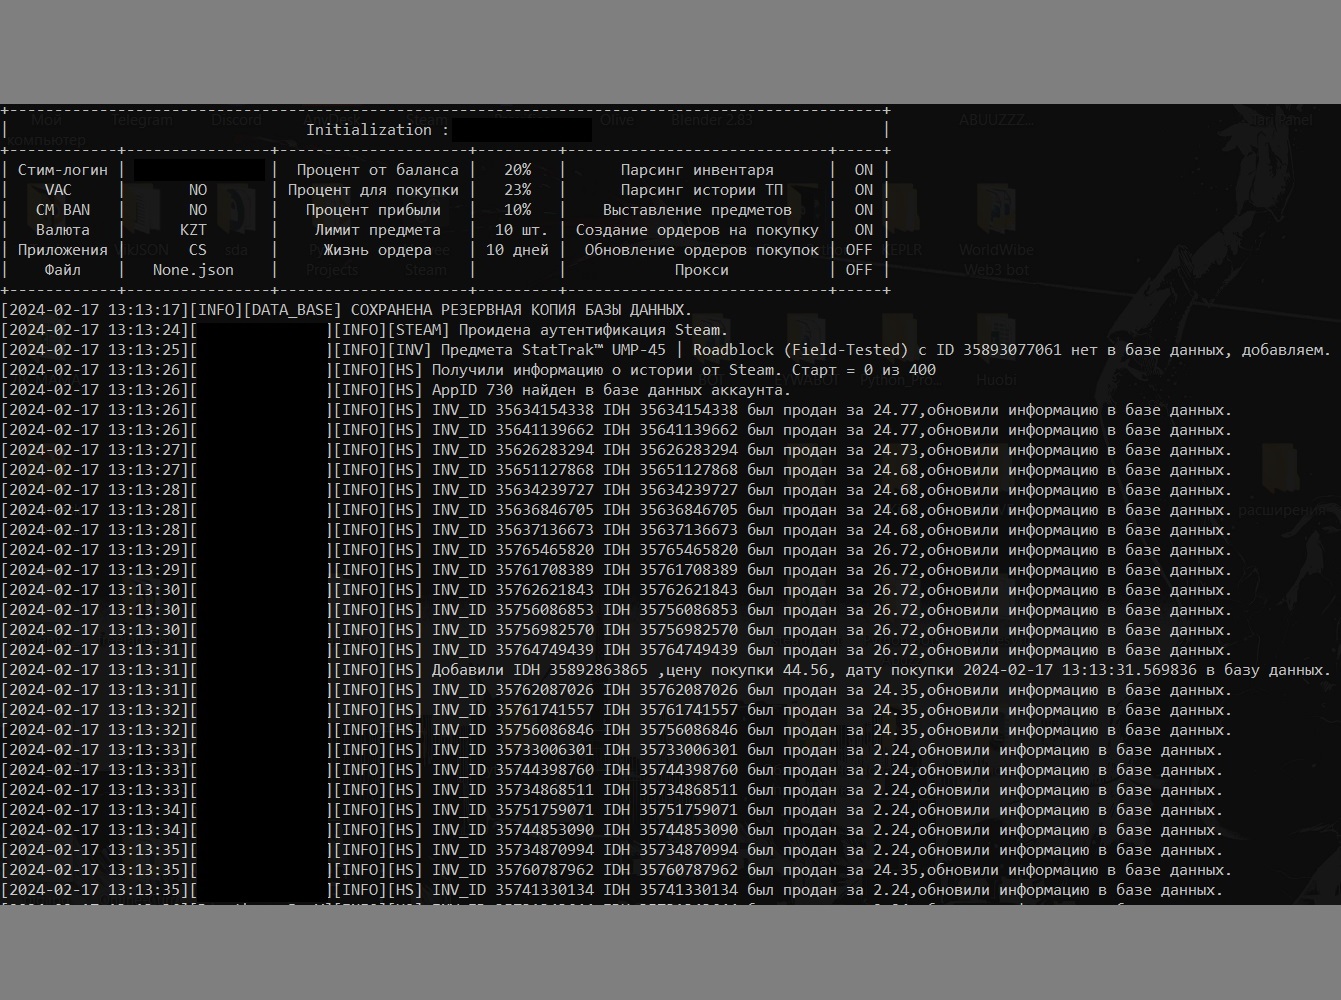 Мой Telegram Discord AnyDesk Steam Olive Blender 2.83 ABUUZZZ...
Initialization :
компьютер
Стим-логин | | Процент от баланса | 20% | Парсинг инвентаря | ON
VAC | NO | Процент для покупки | 23% | Парсинг истории ТП | ON
CM BAN | NO | Процент прибыли | 10% | Выставление предметов | ON
Валюта | KZT | Лимит предмета | 10 шт. | Создание ордеров на покупку | ON
Приложения | CS | Жизнь ордера | 10 дней | Обновление ордеров покупок | OFF
sda WorldWibe
Файл | None.json | | | Прокси | OFF
Projects Steam Web3 bot
[2024-02-17 13:13:17][INFO][DATA_BASE] СОХРАНЕНА РЕЗЕРВНАЯ КОПИЯ БАЗЫ ДАННЫХ.
[2024-02-17 13:13:24][ ][INFO][STEAM] Проидена аутентификация Steam.
[2024-02-17 13:13:25][ ][INFO][INV] Предмета StatTrak™ UMP-45 | Roadblock (Field-Tested) с ID 35893977061 нет в базе данных, добавляем.
[2024-02-17 13:13:26][ ][INFO][HS] Получили информацию о истории от Steam. Старт = 0 из 400
Python_Pro... Huobi
[2024-02-17 13:13:26][ ][INFO][HS] AppID 730 найден в базе данных аккаунта.
[2024-02-17 13:13:26][ ][INFO][HS] INV_ID 35634154338 IDH 35634154338 был продан за 24.77,обновили информацию в базе данных.
[2024-02-17 13:13:26][ ][INFO][HS] INV_ID 35641139662 IDH 35641139662 был продан за 24.77,обновили информацию в базе данных.
[2024-02-17 13:13:27][ ][INFO][HS] INV_ID 35626283294 IDH 35626283294 был продан за 24.73,обновили информацию в базе данных.
[2024-02-17 13:13:27][ ][INFO][HS] INV_ID 35651127868 IDH 35651127868 был продан за 24.68,обновили информацию в базе данных.
[2024-02-17 13:13:28][ ][INFO][HS] INV_ID 35634239727 IDH 35634239727 был продан за 24.68,обновили информацию в базе данных.
[2024-02-17 13:13:28][ ][INFO][HS] INV_ID 35636846705 IDH 35636846705 был продан за 24.68,обновили информацию в базе данных.
расширения
[2024-02-17 13:13:28][ ][INFO][HS] INV_ID 35637136673 IDH 35637136673 был продан за 24.68,обновили информацию в базе данных.
[2024-02-17 13:13:29][ ][INFO][HS] INV_ID 35765465820 IDH 35765465820 был продан за 26.72,обновили информацию в базе данных.
[2024-02-17 13:13:29][ ][INFO][HS] INV_ID 35761708389 IDH 35761708389 был продан за 26.72,обновили информацию в базе данных.
[2024-02-17 13:13:30][ ][INFO][HS] INV_ID 35762621843 IDH 35762621843 был продан за 26.72,обновили информацию в базе данных.
[2024-02-17 13:13:30][ ][INFO][HS] INV_ID 35756086853 IDH 35756086853 был продан за 26.72,обновили информацию в базе данных.
[2024-02-17 13:13:30][ ][INFO][HS] INV_ID 35756982570 IDH 35756982570 был продан за 26.72,обновили информацию в базе данных.
[2024-02-17 13:13:31][ ][INFO][HS] INV_ID 35764749439 IDH 35764749439 был продан за 26.72,обновили информацию в базе данных.
[2024-02-17 13:13:31][ ][INFO][HS] Добавили IDH 35892863865 ,цену покупки 44.56, дату покупки 2024-02-17 13:13:31.569836 в базу данных.
[2024-02-17 13:13:31][ ][INFO][HS] INV_ID 35762087026 IDH 35762087026 был продан за 24.35,обновили информацию в базе данных.
[2024-02-17 13:13:32][ ][INFO][HS] INV_ID 35761741557 IDH 35761741557 был продан за 24.35,обновили информацию в базе данных.
[2024-02-17 13:13:32][ ][INFO][HS] INV_ID 35756086846 IDH 35756086846 был продан за 24.35,обновили информацию в базе данных.
[2024-02-17 13:13:33][ ][INFO][HS] INV_ID 35733006301 IDH 35733006301 был продан за 2.24,обновили информацию в базе данных.
[2024-02-17 13:13:33][ ][INFO][HS] INV_ID 35744398760 IDH 35744398760 был продан за 2.24,обновили информацию в базе данных.
[2024-02-17 13:13:33][ ][INFO][HS] INV_ID 35734868511 IDH 35734868511 был продан за 2.24,обновили информацию в базе данных.
[2024-02-17 13:13:34][ ][INFO][HS] INV_ID 35751759071 IDH 35751759071 был продан за 2.24,обновили информацию в базе данных.
[2024-02-17 13:13:34][ ][INFO][HS] INV_ID 35744853090 IDH 35744853090 был продан за 2.24,обновили информацию в базе данных.
[2024-02-17 13:13:35][ ][INFO][HS] INV_ID 35734870994 IDH 35734870994 был продан за 2.24,обновили информацию в базе данных.
[2024-02-17 13:13:35][ ][INFO][HS] INV_ID 35760787962 IDH 35760787962 был продан за 24.35,обновили информацию в базе данных.
[2024-02-17 13:13:35][ ][INFO][HS] INV_ID 35741330134 IDH 35741330134 был продан за 2.24,обновили информацию в базе данных.